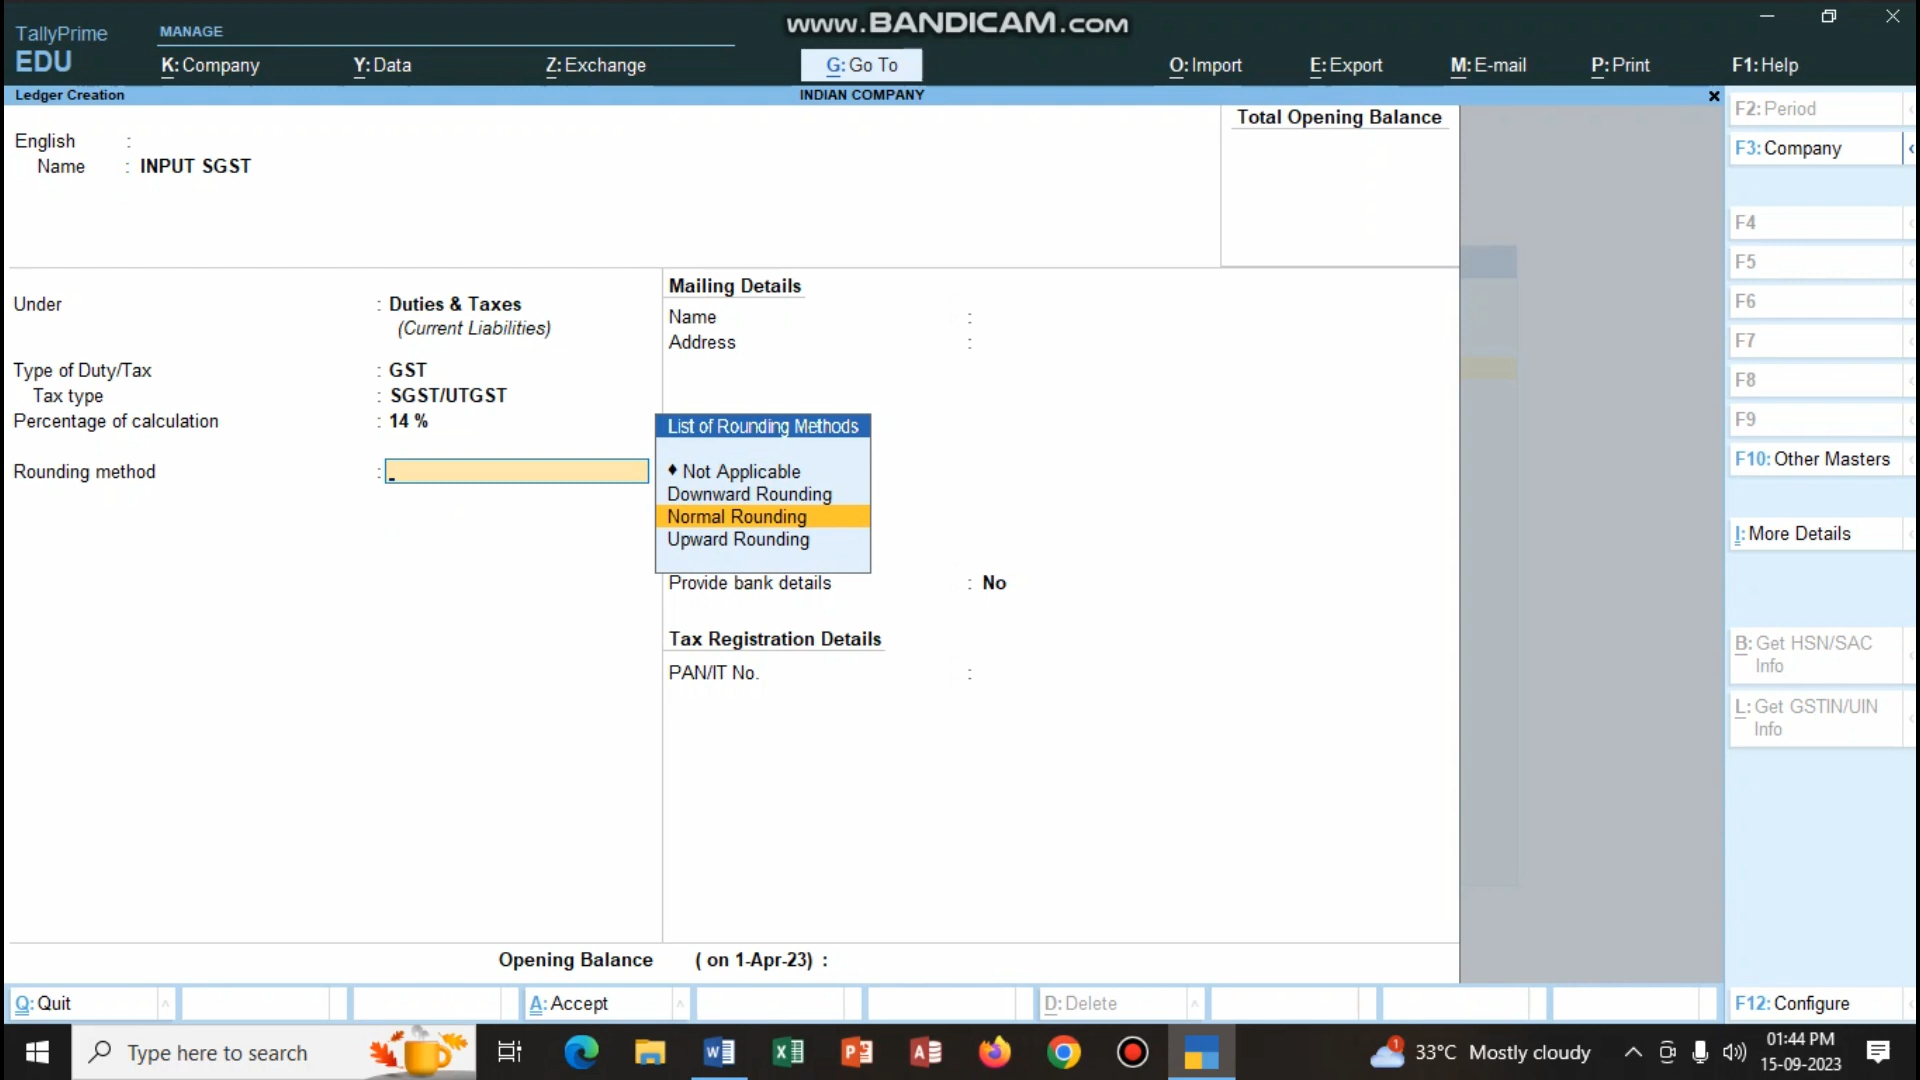 www.BANDICAM.com
TallyPrime
EDU
MANAGE
K: Company
Y: Data
Z: Exchange
G: Go To
O: Import
E: Export
M: E-mail
P: Print
F1: Help
Ledger Creation
INDIAN COMPANY
English :
Name : INPUT SGST
Total Opening Balance
Under : Duties & Taxes
(Current Liabilities)
Type of Duty/Tax : GST
Tax type : SGST/UTGST
Percentage of calculation : 14 %
Rounding method :
Mailing Details
Name :
Address :
List of Rounding Methods
♦ Not Applicable
Downward Rounding
Normal Rounding
Upward Rounding
Provide bank details : No
Tax Registration Details
PAN/IT No. :
Opening Balance ( on 1-Apr-23) :
F2: Period
F3: Company
F4
F5
F6
F7
F8
F9
F10: Other Masters
I: More Details
B: Get HSN/SAC
Info
L: Get GSTIN/UIN
Info
F12: Configure
Q: Quit
A: Accept
D: Delete
Type here to search
33°C Mostly cloudy
01:44 PM
15-09-2023